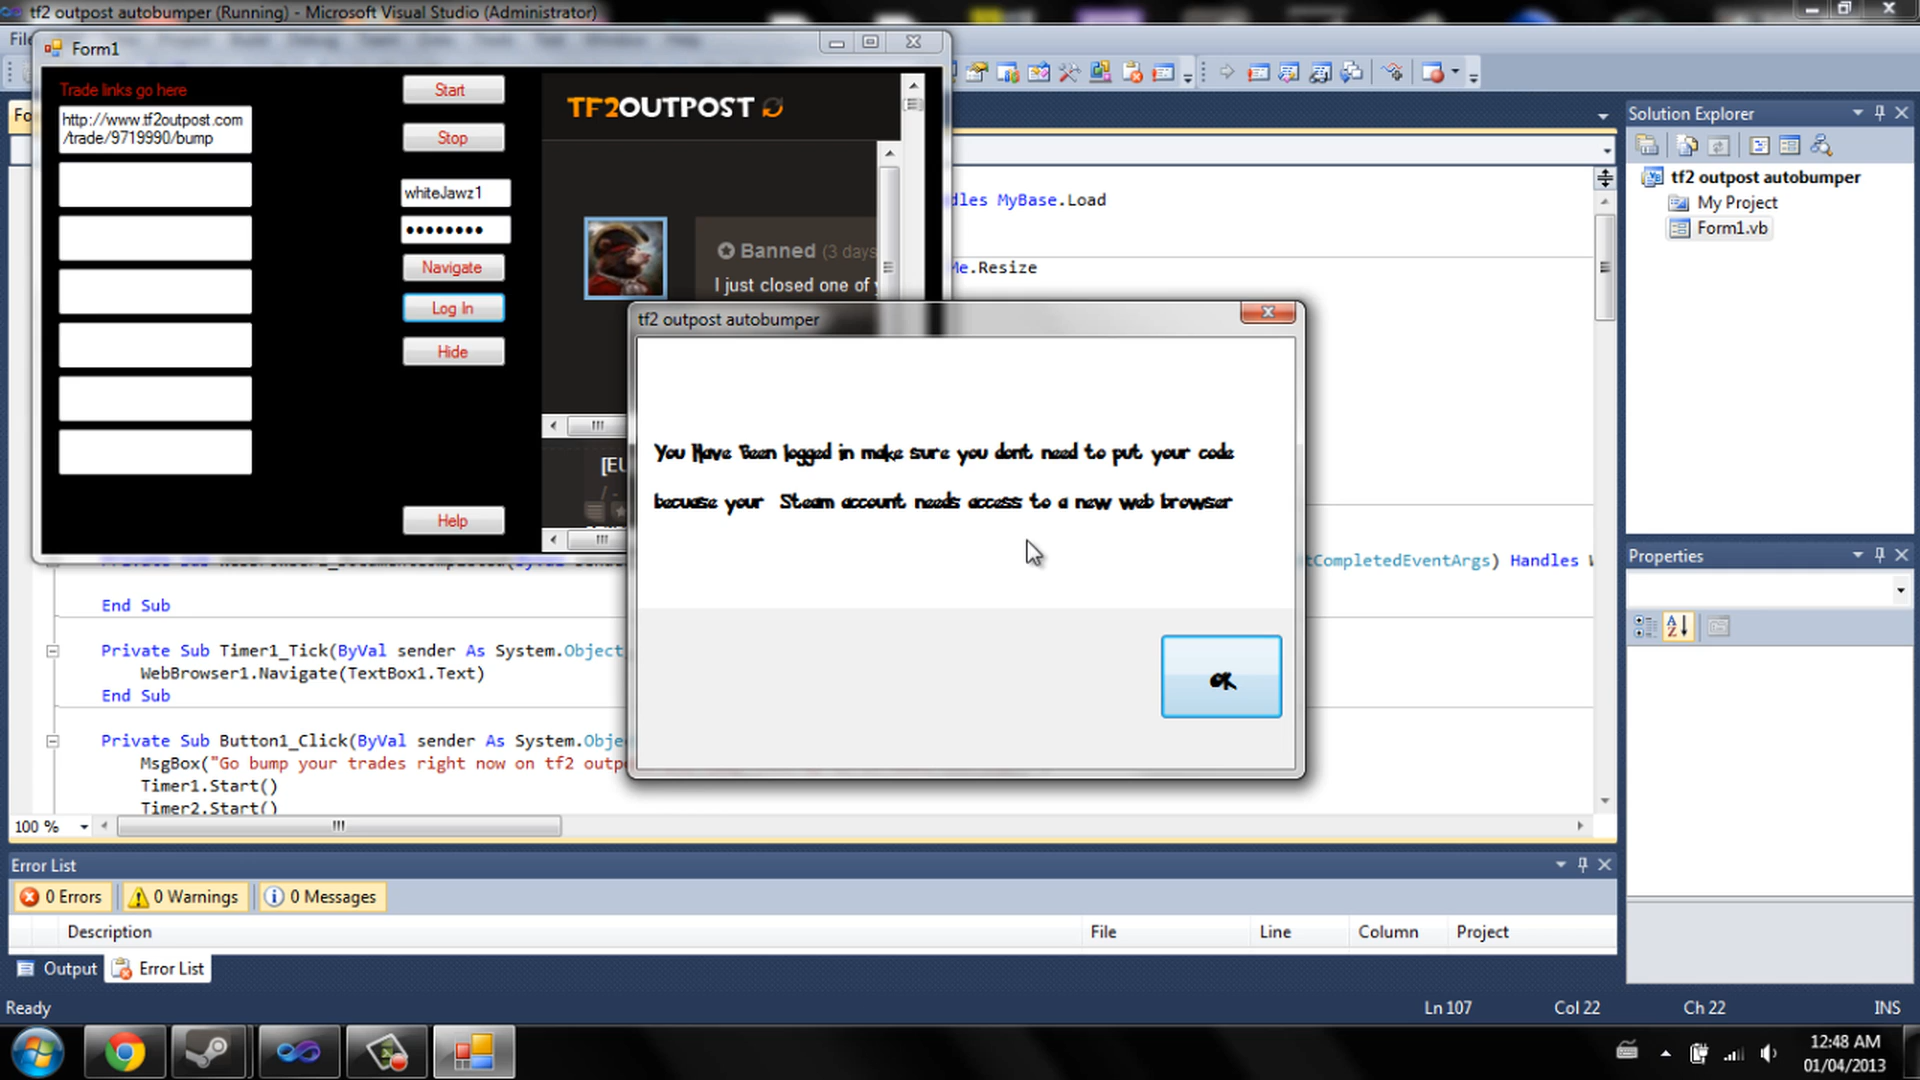 tf2 outpost autobumper (Running) - Microsoft Visual Studio (Administrator)
Form1
Trade links go here
http://www.tf2outpost.com
/trade/9719990/bump
Start
Stop
whiteJawz1
••••••••
Navigate
Log In
Hide
Help
TF2OUTPOST
Banned (3 days
I just closed one of
[EU
dles MyBase.Load
Me.Resize
tf2 outpost autobumper
You Have Been logged in make sure you dont need to put your code
becuase your Steam account needs access to a new web browser
OK
tCompletedEventArgs) Handles
End Sub
Private Sub Timer1_Tick(ByVal sender As System.Object
WebBrowser1.Navigate(TextBox1.Text)
End Sub
Private Sub Button1_Click(ByVal sender As System.Obje
MsgBox("Go bump your trades right now on tf2 outp
Timer1.Start()
Timer2.Start()
100 %
Solution Explorer
tf2 outpost autobumper
My Project
Form1.vb
Properties
Error List
0 Errors
0 Warnings
0 Messages
Description
File
Line
Column
Project
Output
Error List
Ready
Ln 107
Col 22
Ch 22
INS
12:48 AM
01/04/2013